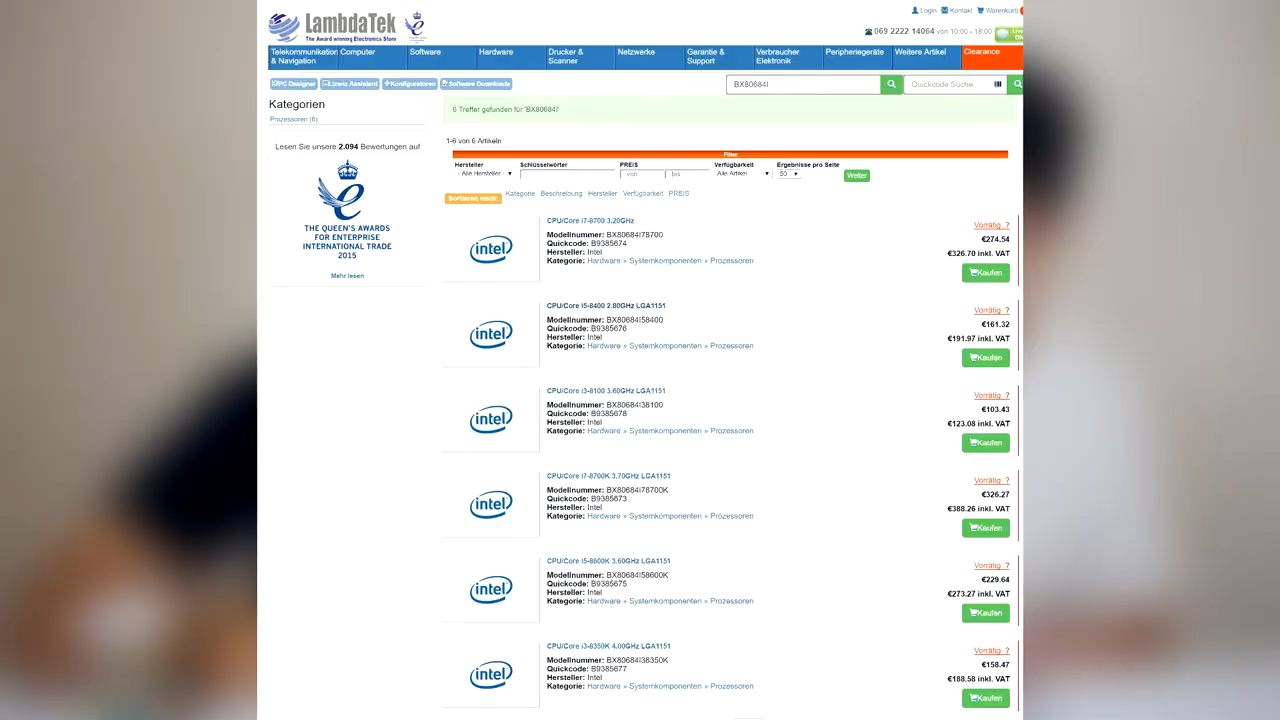 Login Kontakt Warenkorb
LambdaTek
The Award winning Electronics Store
069 2222 14064 von 10:00 - 18:00
Telekommunikation & Navigation
Computer
Software
Hardware
Drucker & Scanner
Netzwerke
Garantie & Support
Verbraucher Elektronik
Peripheriegeräte
Weitere Artikel
Clearance
PC Designer Lizenz Assistent Konfiguratoren Software Downloads
BX80684I Quickcode Suche
Kategorien
Prozessoren (6)
Lesen Sie unsere 2.094 Bewertungen auf
THE QUEEN'S AWARDS
FOR ENTERPRISE
INTERNATIONAL TRADE
2015
Mehr lesen
6 Treffer gefunden für 'BX80684I'
1-6 von 6 Artikeln
Filter
Hersteller Schlüsselwörter PREIS Verfügbarkeit Ergebnisse pro Seite
- Alle Hersteller - von bis Alle Artikel 50 Weiter
Sortieren nach: Kategorie Beschreibung Hersteller Verfügbarkeit PREIS
intel
CPU/Core i7-8700 3.20GHz
Modellnummer: BX80684I78700
Quickcode: B9385674
Hersteller: Intel
Kategorie: Hardware » Systemkomponenten » Prozessoren
Vorrätig ?
€274.54
€326.70 inkl. VAT
Kaufen
intel
CPU/Core i5-8400 2.80GHz LGA1151
Modellnummer: BX80684I58400
Quickcode: B9385676
Hersteller: Intel
Kategorie: Hardware » Systemkomponenten » Prozessoren
Vorrätig ?
€161.32
€191.97 inkl. VAT
Kaufen
intel
CPU/Core i3-8100 3.60GHz LGA1151
Modellnummer: BX80684I38100
Quickcode: B9385678
Hersteller: Intel
Kategorie: Hardware » Systemkomponenten » Prozessoren
Vorrätig ?
€103.43
€123.08 inkl. VAT
Kaufen
intel
CPU/Core i7-8700K 3.70GHz LGA1151
Modellnummer: BX80684I78700K
Quickcode: B9385673
Hersteller: Intel
Kategorie: Hardware » Systemkomponenten » Prozessoren
Vorrätig ?
€326.27
€388.26 inkl. VAT
Kaufen
intel
CPU/Core i5-8600K 3.60GHz LGA1151
Modellnummer: BX80684I58600K
Quickcode: B9385675
Hersteller: Intel
Kategorie: Hardware » Systemkomponenten » Prozessoren
Vorrätig ?
€229.64
€273.27 inkl. VAT
Kaufen
intel
CPU/Core i3-8350K 4.00GHz LGA1151
Modellnummer: BX80684I38350K
Quickcode: B9385677
Hersteller: Intel
Kategorie: Hardware » Systemkomponenten » Prozessoren
Vorrätig ?
€158.47
€188.58 inkl. VAT
Kaufen